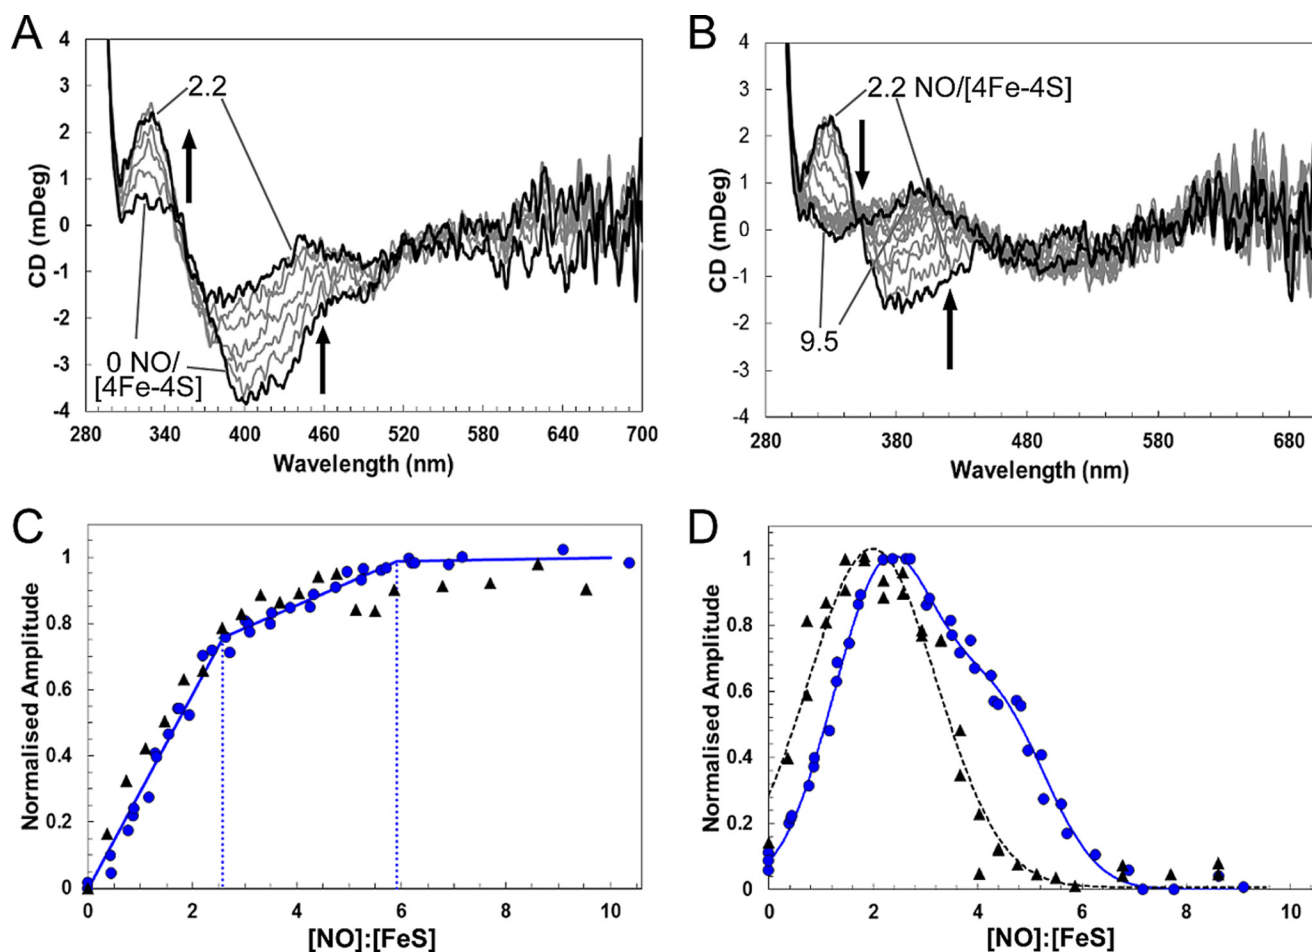 A
4
3
2
1
0
-1
-2
-3
-4
CD (mDeg)
2.2
0 NO/
[4Fe-4S]
280 340 400 460 520 580 640 700
Wavelength (nm)
B
4
3
2
1
0
-1
-2
-3
-4
CD (mDeg)
2.2 NO/[4Fe-4S]
9.5
280 380 480 580 680
Wavelength (nm)
C
1
0.8
0.6
0.4
0.2
0
Normalised Amplitude
0 2 4 6 8 10
[NO]:[FeS]
D
1
0.8
0.6
0.4
0.2
0
Normalised Amplitude
0 2 4 6 8 10
[NO]:[FeS]